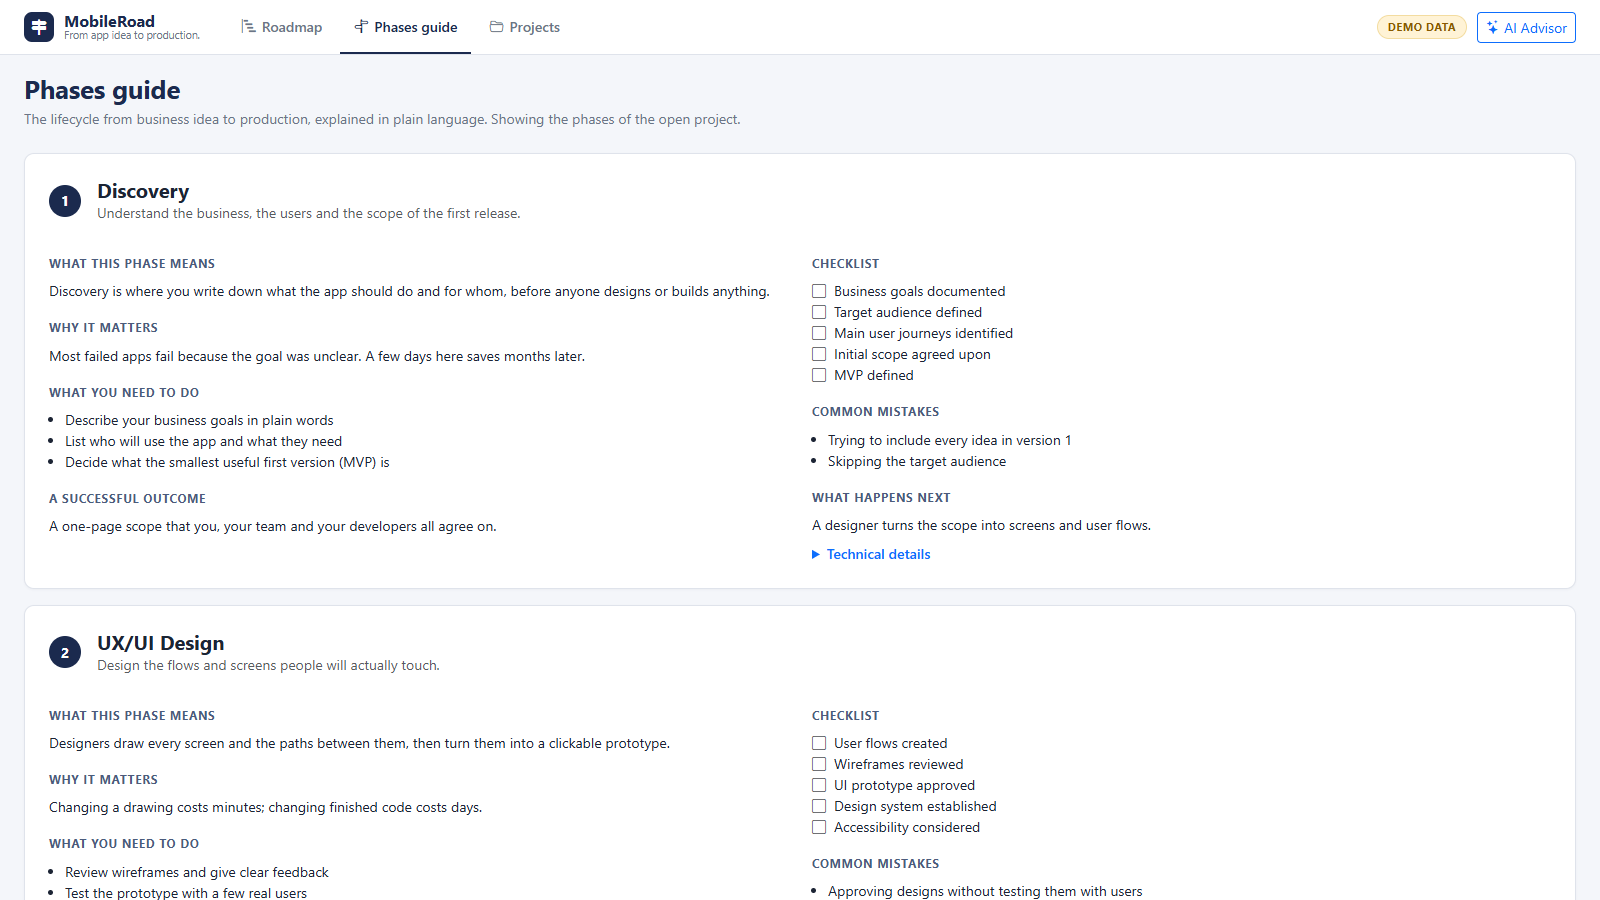 MobileRoad
From app idea to production.
Roadmap
Phases guide
Projects
DEMO DATA
AI Advisor
Phases guide
The lifecycle from business idea to production, explained in plain language. Showing the phases of the open project.
1
Discovery
Understand the business, the users and the scope of the first release.
WHAT THIS PHASE MEANS
Discovery is where you write down what the app should do and for whom, before anyone designs or builds anything.
WHY IT MATTERS
Most failed apps fail because the goal was unclear. A few days here saves months later.
WHAT YOU NEED TO DO
Describe your business goals in plain words
List who will use the app and what they need
Decide what the smallest useful first version (MVP) is
A SUCCESSFUL OUTCOME
A one-page scope that you, your team and your developers all agree on.
CHECKLIST
Business goals documented
Target audience defined
Main user journeys identified
Initial scope agreed upon
MVP defined
COMMON MISTAKES
Trying to include every idea in version 1
Skipping the target audience
WHAT HAPPENS NEXT
A designer turns the scope into screens and user flows.
Technical details
2
UX/UI Design
Design the flows and screens people will actually touch.
WHAT THIS PHASE MEANS
Designers draw every screen and the paths between them, then turn them into a clickable prototype.
WHY IT MATTERS
Changing a drawing costs minutes; changing finished code costs days.
WHAT YOU NEED TO DO
Review wireframes and give clear feedback
Test the prototype with a few real users
CHECKLIST
User flows created
Wireframes reviewed
UI prototype approved
Design system established
Accessibility considered
COMMON MISTAKES
Approving designs without testing them with users